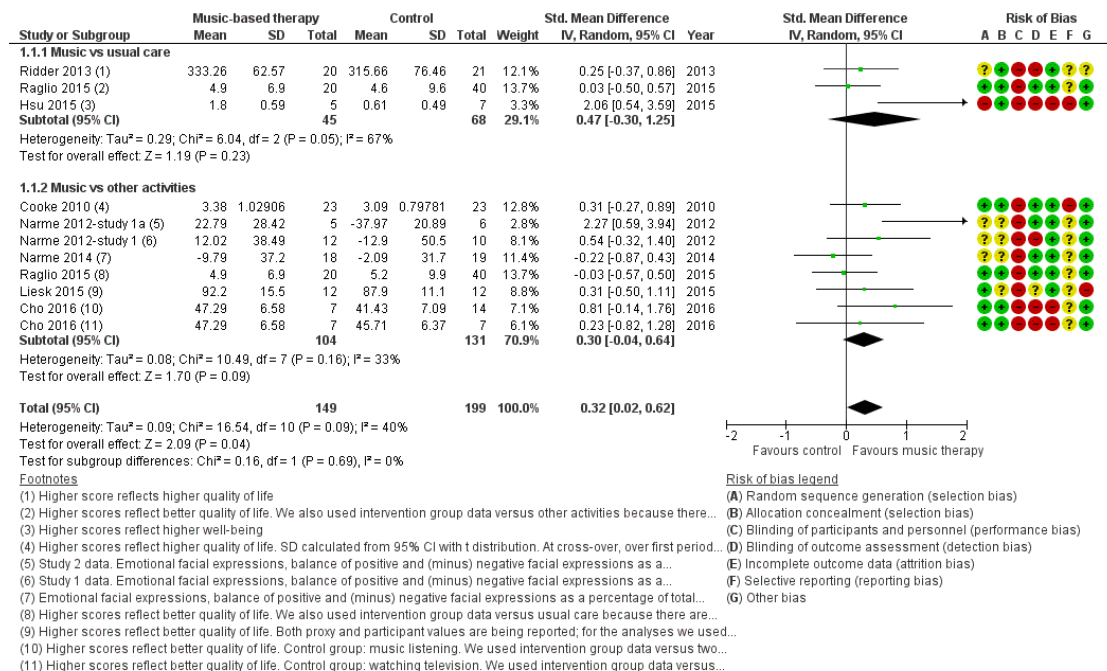 Music-based therapy Control Std. Mean Difference Std. Mean Difference Risk of Bias
Study or Subgroup Mean SD Total Mean SD Total Weight IV, Random, 95% CI Year IV, Random, 95% CI A B C D E F G
1.1.1 Music vs usual care
Ridder 2013 (1) 333.26 62.57 20 315.66 76.46 21 12.1% 0.25 [-0.37, 0.86] 2013 ? + - - + ? ?
Raglio 2015 (2) 4.9 6.9 20 4.6 9.6 40 13.7% 0.03 [-0.50, 0.57] 2015 + + - + + ? +
Hsu 2015 (3) 1.8 0.59 5 0.61 0.49 7 3.3% 2.06 [0.54, 3.59] 2015 - + - - - - +
Subtotal (95% CI) 45 68 29.1% 0.47 [-0.30, 1.25]
Heterogeneity: Tau² = 0.29; Chi² = 6.04, df = 2 (P = 0.05); I² = 67%
Test for overall effect: Z = 1.19 (P = 0.23)
1.1.2 Music vs other activities
Cooke 2010 (4) 3.38 1.02906 23 3.09 0.79781 23 12.8% 0.31 [-0.27, 0.89] 2010 + + - + + - +
Narme 2012-study 1a (5) 22.79 28.42 5 -37.97 20.89 6 2.8% 2.27 [0.59, 3.94] 2012 ? ? - + + ? +
Narme 2012-study 1 (6) 12.02 38.49 12 -12.9 50.5 10 8.1% 0.54 [-0.32, 1.40] 2012 ? ? - - + ? +
Narme 2014 (7) -9.79 37.2 18 -2.09 31.7 19 11.4% -0.22 [-0.87, 0.43] 2014 ? ? - + + ? +
Raglio 2015 (8) 4.9 6.9 20 5.2 9.9 40 13.7% -0.03 [-0.57, 0.50] 2015 + + - + + ? +
Liesk 2015 (9) 92.2 15.5 12 87.9 11.1 12 8.8% 0.31 [-0.50, 1.11] 2015 + ? - ? + ? -
Cho 2016 (10) 47.29 6.58 7 41.43 7.09 14 7.2% 0.81 [-0.14, 1.76] 2016 + + - - - ? +
Cho 2016 (11) 47.29 6.58 7 45.71 6.37 7 6.1% 0.23 [-0.82, 1.28] 2016 + + - - - ? +
Subtotal (95% CI) 104 131 70.9% 0.30 [-0.04, 0.64]
Heterogeneity: Tau² = 0.08; Chi² = 10.49, df = 7 (P = 0.16); I² = 33%
Test for overall effect: Z = 1.70 (P = 0.09)
Total (95% CI) 149 199 100.0% 0.32 [0.02, 0.62]
Heterogeneity: Tau² = 0.09; Chi² = 16.54, df = 10 (P = 0.09); I² = 40%
Test for overall effect: Z = 2.09 (P = 0.04)
Test for subgroup differences: Chi² = 0.16, df = 1 (P = 0.69), I² = 0%
-2 -1 0 1 2
Favours control Favours music therapy
Footnotes
(1) Higher score reflects higher quality of life
(2) Higher scores reflect better quality of life. We also used intervention group data versus other activities because there...
(3) Higher scores reflect higher well-being
(4) Higher scores reflect higher quality of life. SD calculated from 95% CI with t distribution. At cross-over, over first period...
(5) Study 2 data. Emotional facial expressions, balance of positive and (minus) negative facial expressions as a...
(6) Study 1 data. Emotional facial expressions, balance of positive and (minus) negative facial expressions as a...
(7) Emotional facial expressions, balance of positive and (minus) negative facial expressions as a percentage of total...
(8) Higher scores reflect better quality of life. We also used intervention group data versus usual care because there are...
(9) Higher scores reflect better quality of life. Both proxy and participant values are being reported; for the analyses we used...
(10) Higher scores reflect better quality of life. Control group: music listening. We used intervention group data versus two...
(11) Higher scores reflect better quality of life. Control group: watching television. We used intervention group data versus...
Risk of bias legend
(A) Random sequence generation (selection bias)
(B) Allocation concealment (selection bias)
(C) Blinding of participants and personnel (performance bias)
(D) Blinding of outcome assessment (detection bias)
(E) Incomplete outcome data (attrition bias)
(F) Selective reporting (reporting bias)
(G) Other bias